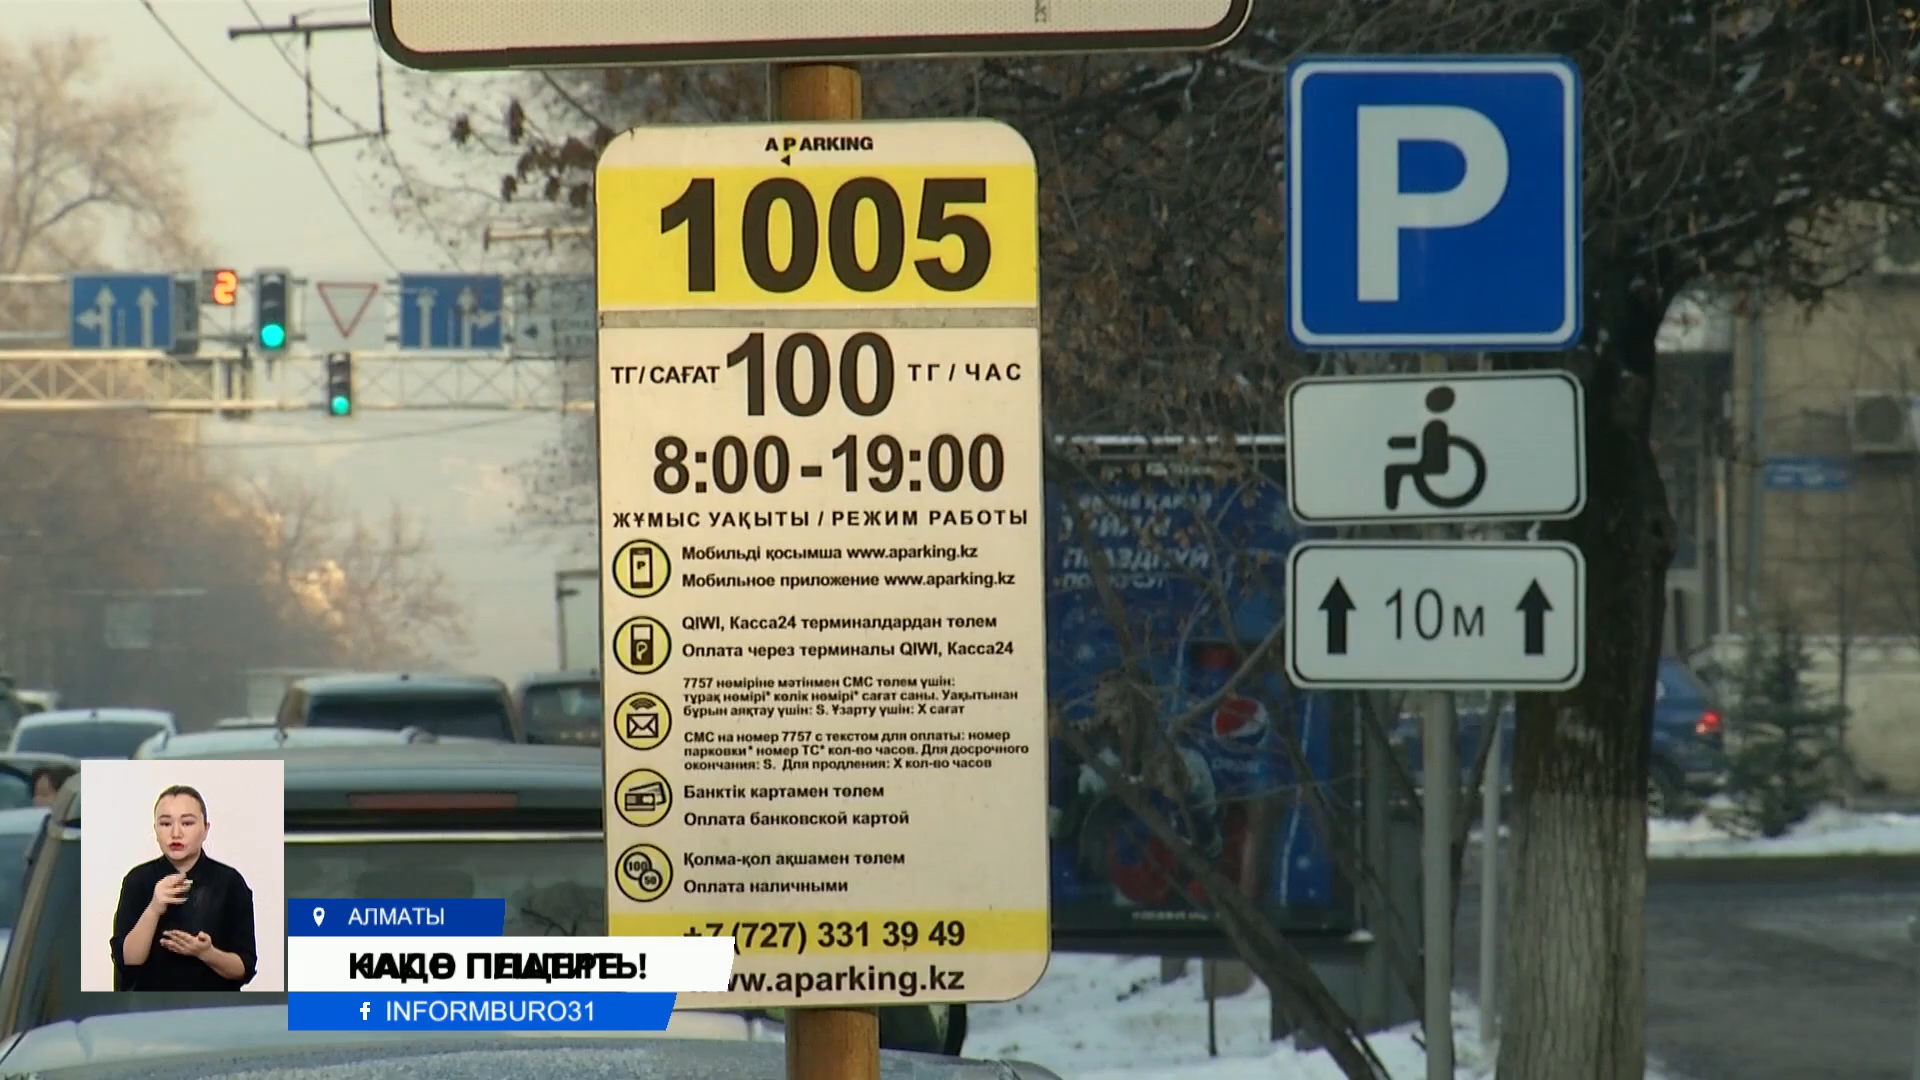 A PARKING
1005
ТГ/САҒАТ 100 ТГ/ЧАС
8:00-19:00
ЖҰМЫС УАҚЫТЫ / РЕЖИМ РАБОТЫ
Мобильді қосымша www.aparking.kz
Мобильное приложение www.aparking.kz
QIWI, Касса24 терминалдардан төлем
Оплата через терминалы QIWI, Касса24
7757 нөміріне мәтінмен СМС төлем үшін:
тұрақ нөмірі* көлік нөмірі* сағат саны. Уақытынан
бұрын аяқтау үшін: S. Ұзарту үшін: X сағат
СМС на номер 7757 с текстом для оплаты: номер
парковки* номер ТС* кол-во часов. Для досрочного
окончания: S. Для продления: X кол-во часов
Банктік картамен төлем
Оплата банковской картой
100 50
Қолма-қол ақшамен төлем
Оплата наличными
+7 (727) 331 39 49
www.aparking.kz
P
10м
2
АЛМАТЫ
INFORMBURO31